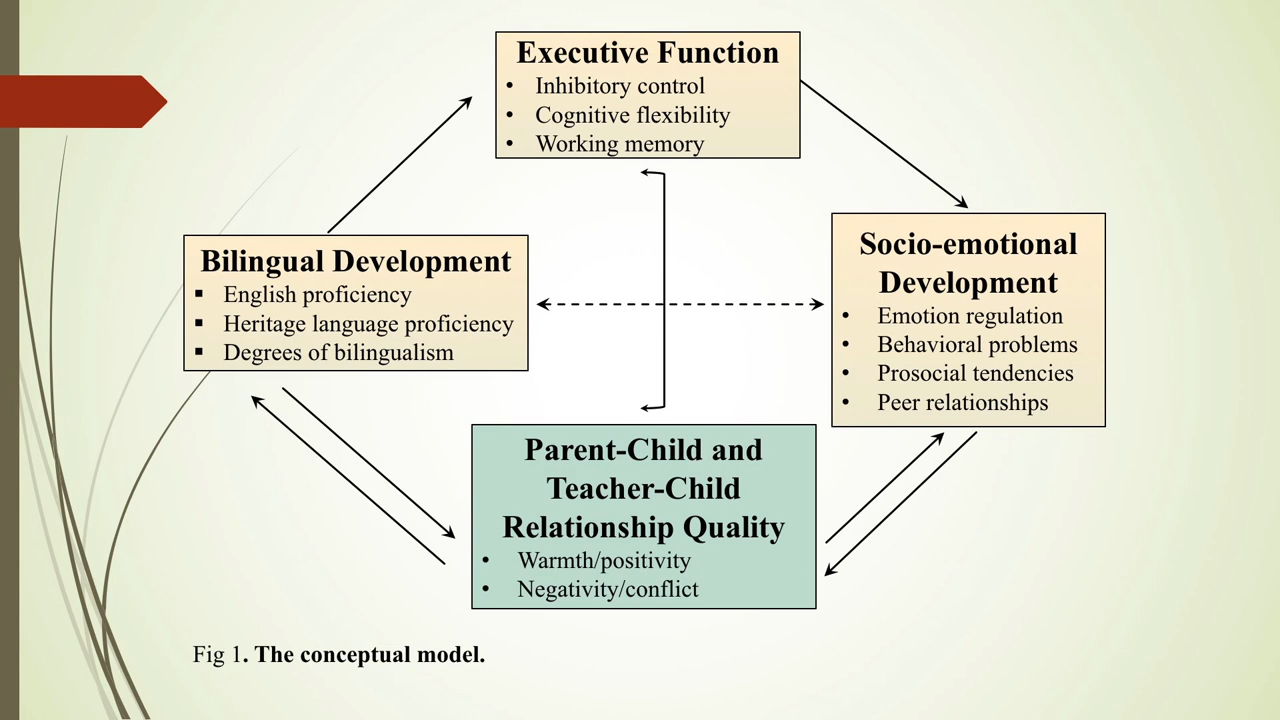 Executive Function
• Inhibitory control
• Cognitive flexibility
• Working memory
Bilingual Development
▪ English proficiency
▪ Heritage language proficiency
▪ Degrees of bilingualism
Socio-emotional
Development
• Emotion regulation
• Behavioral problems
• Prosocial tendencies
• Peer relationships
Parent-Child and
Teacher-Child
Relationship Quality
• Warmth/positivity
• Negativity/conflict
Fig 1. The conceptual model.